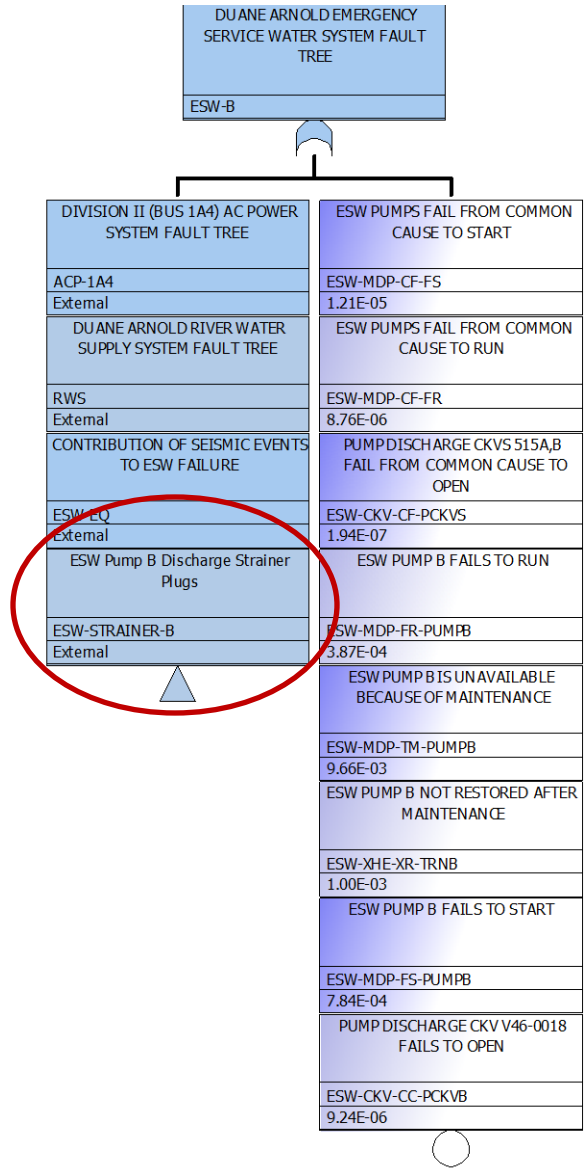 DUANE ARNOLD EMERGENCY
SERVICE WATER SYSTEM FAULT
TREE
ESW-B
DIVISION II (BUS 1A4) AC POWER
SYSTEM FAULT TREE
ACP-1A4
External
DUANE ARNOLD RIVER WATER
SUPPLY SYSTEM FAULT TREE
RWS
External
CONTRIBUTION OF SEISMIC EVENTS
TO ESW FAILURE
ESW-EQ
External
ESW Pump B Discharge Strainer
Plugs
ESW-STRAINER-B
External
ESW PUMPS FAIL FROM COMMON
CAUSE TO START
ESW-MDP-CF-FS
1.21E-05
ESW PUMPS FAIL FROM COMMON
CAUSE TO RUN
ESW-MDP-CF-FR
8.76E-06
PUMP DISCHARGE CKVS 515A,B
FAIL FROM COMMON CAUSE TO
OPEN
ESW-CKV-CF-PCKVS
1.94E-07
ESW PUMP B FAILS TO RUN
ESW-MDP-FR-PUMPB
3.87E-04
ESW PUMP B IS UNAVAILABLE
BECAUSE OF MAINTENANCE
ESW-MDP-TM-PUMPB
9.66E-03
ESW PUMP B NOT RESTORED AFTER
MAINTENANCE
ESW-XHE-XR-TRNB
1.00E-03
ESW PUMP B FAILS TO START
ESW-MDP-FS-PUMPB
7.84E-04
PUMP DISCHARGE CKV V46-0018
FAILS TO OPEN
ESW-CKV-CC-PCKVB
9.24E-06